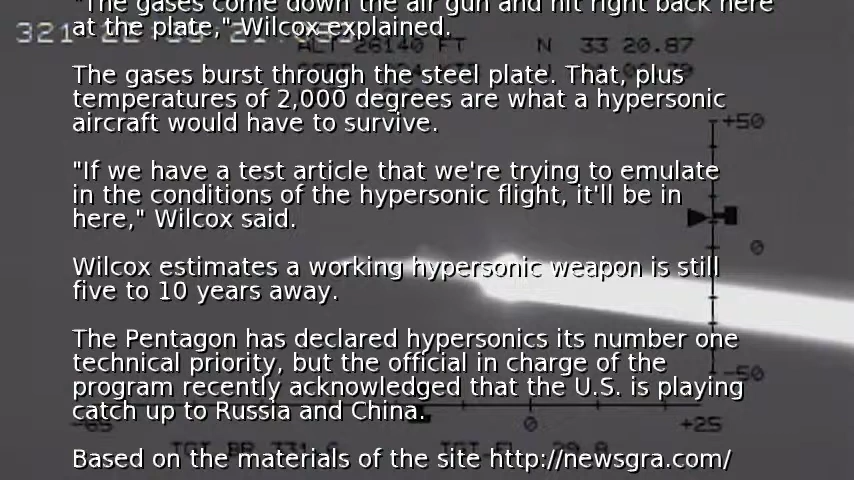 "The gases come down the air gun and hit right back here
at the plate," Wilcox explained.
ALT 26140 FT N 33 20.87
The gases burst through the steel plate. That, plus
temperatures of 2,000 degrees are what a hypersonic
aircraft would have to survive.
+50
"If we have a test article that we're trying to emulate
in the conditions of the hypersonic flight, it'll be in
here," Wilcox said.
0
Wilcox estimates a working hypersonic weapon is still
five to 10 years away.
The Pentagon has declared hypersonics its number one
technical priority, but the official in charge of the
program recently acknowledged that the U.S. is playing
-50
catch up to Russia and China.
0 +25
Based on the materials of the site http://newsgra.com/